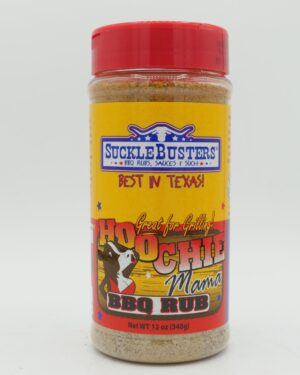 SUCKLEBUSTERS
BBQ RUBS, SAUCES & SUCH
BEST IN TEXAS!
Great for Grilling!
HOOCHIE
Mama
BBQ RUB
Net WT 12 oz (340g)